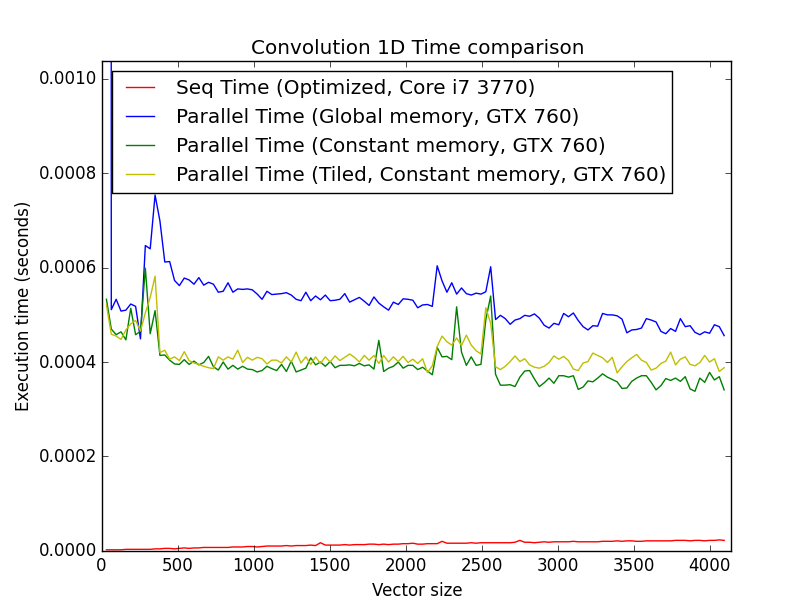 Convolution 1D Time comparison
Seq Time (Optimized, Core i7 3770)
Parallel Time (Global memory, GTX 760)
Parallel Time (Constant memory, GTX 760)
Parallel Time (Tiled, Constant memory, GTX 760)
Execution time (seconds)
0.0010
0.0008
0.0006
0.0004
0.0002
0.0000
0 500 1000 1500 2000 2500 3000 3500 4000
Vector size